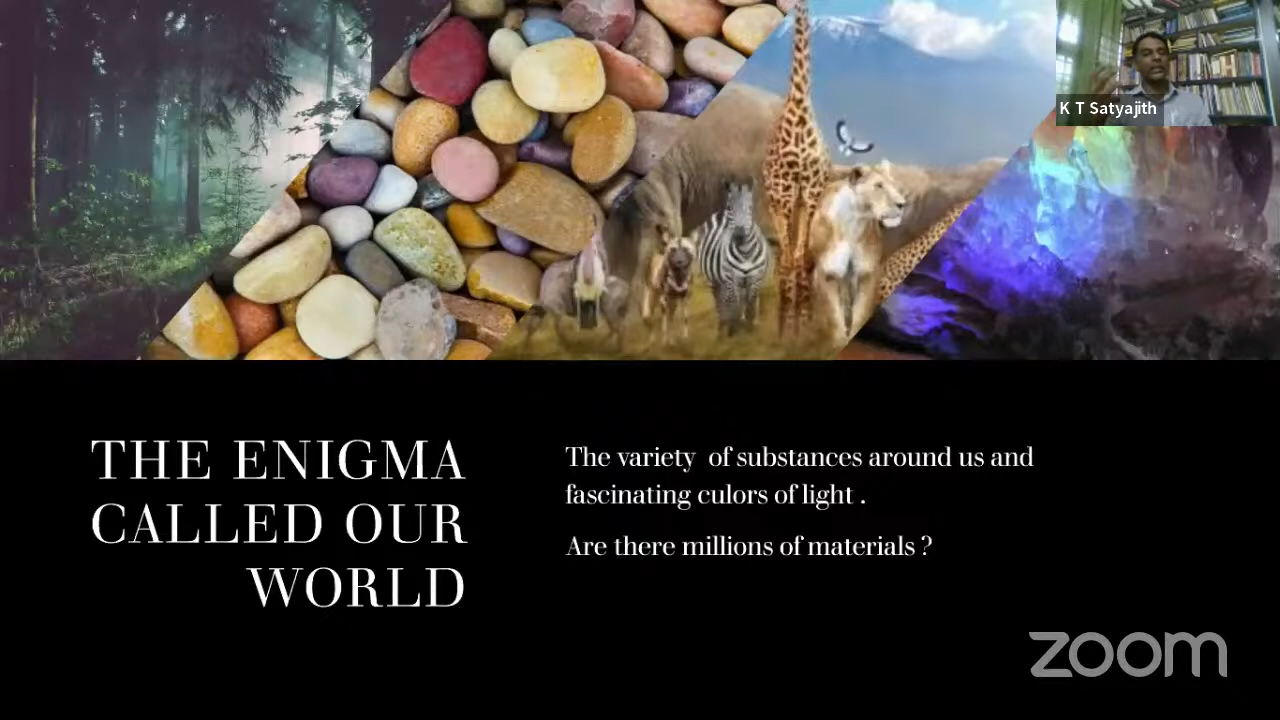 K T Satyajith
THE ENIGMA
CALLED OUR
WORLD
The variety of substances around us and
fascinating culors of light .
Are there millions of materials ?
zoom